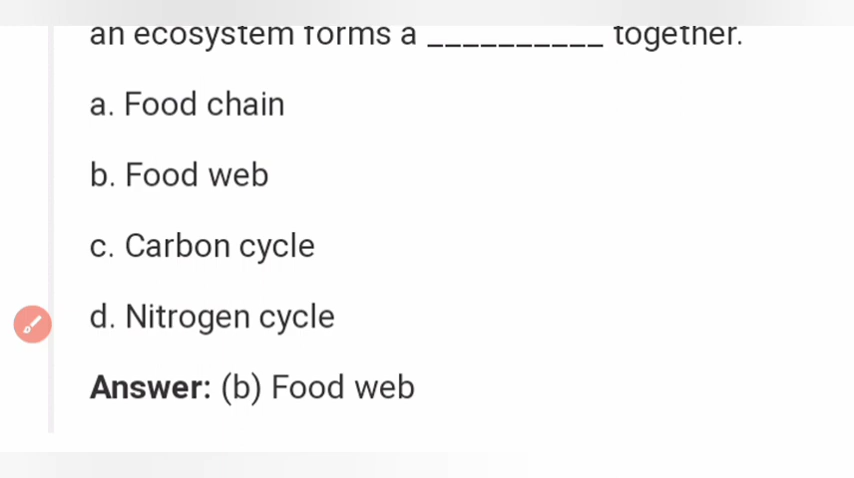 an ecosystem forms a __________ together.
a. Food chain
b. Food web
c. Carbon cycle
d. Nitrogen cycle
Answer: (b) Food web